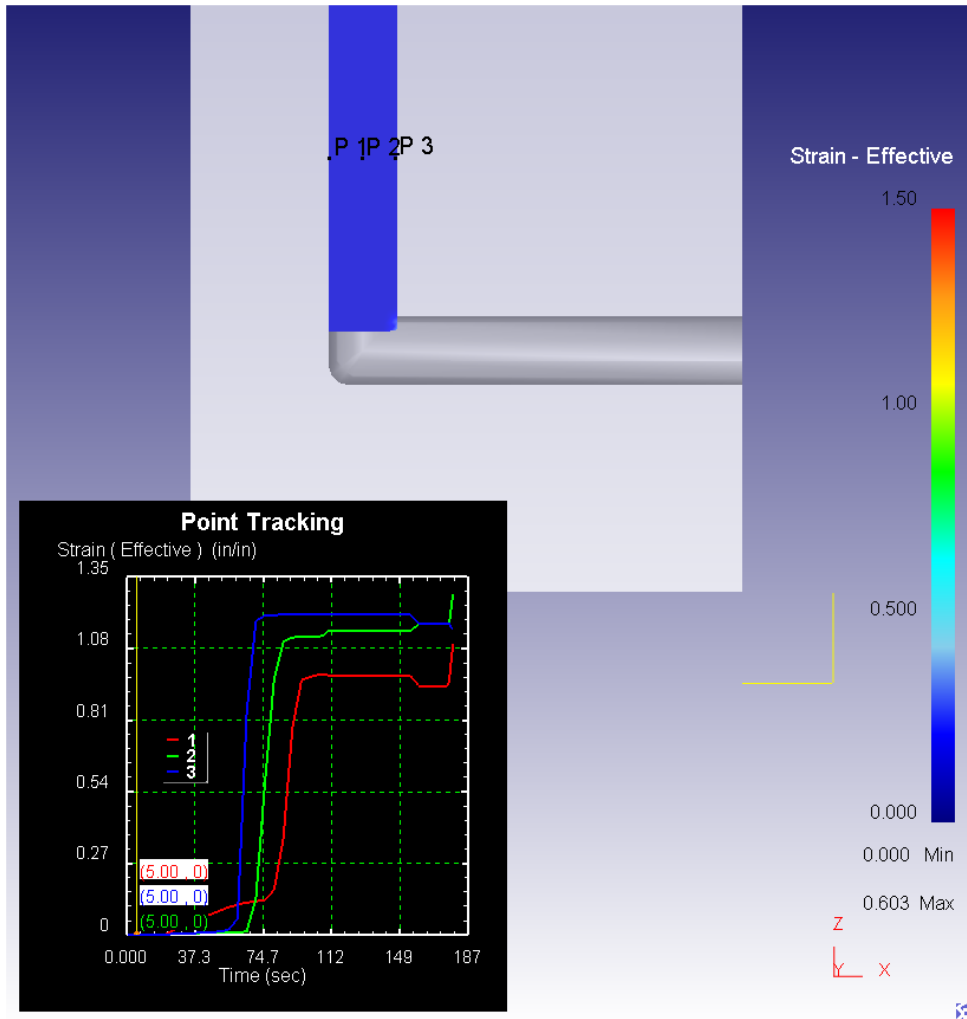 P 1P 2P 3
Strain - Effective
1.50
1.00
0.500
0.000
0.000 Min
0.603 Max
Z
Y X
Point Tracking
Strain ( Effective ) (in/in)
1.35
1.08
0.81
0.54
0.27
0
1
2
3
(5.00 , 0)
(5.00 , 0)
(5.00 , 0)
0.000 37.3 74.7 112 149 187
Time (sec)